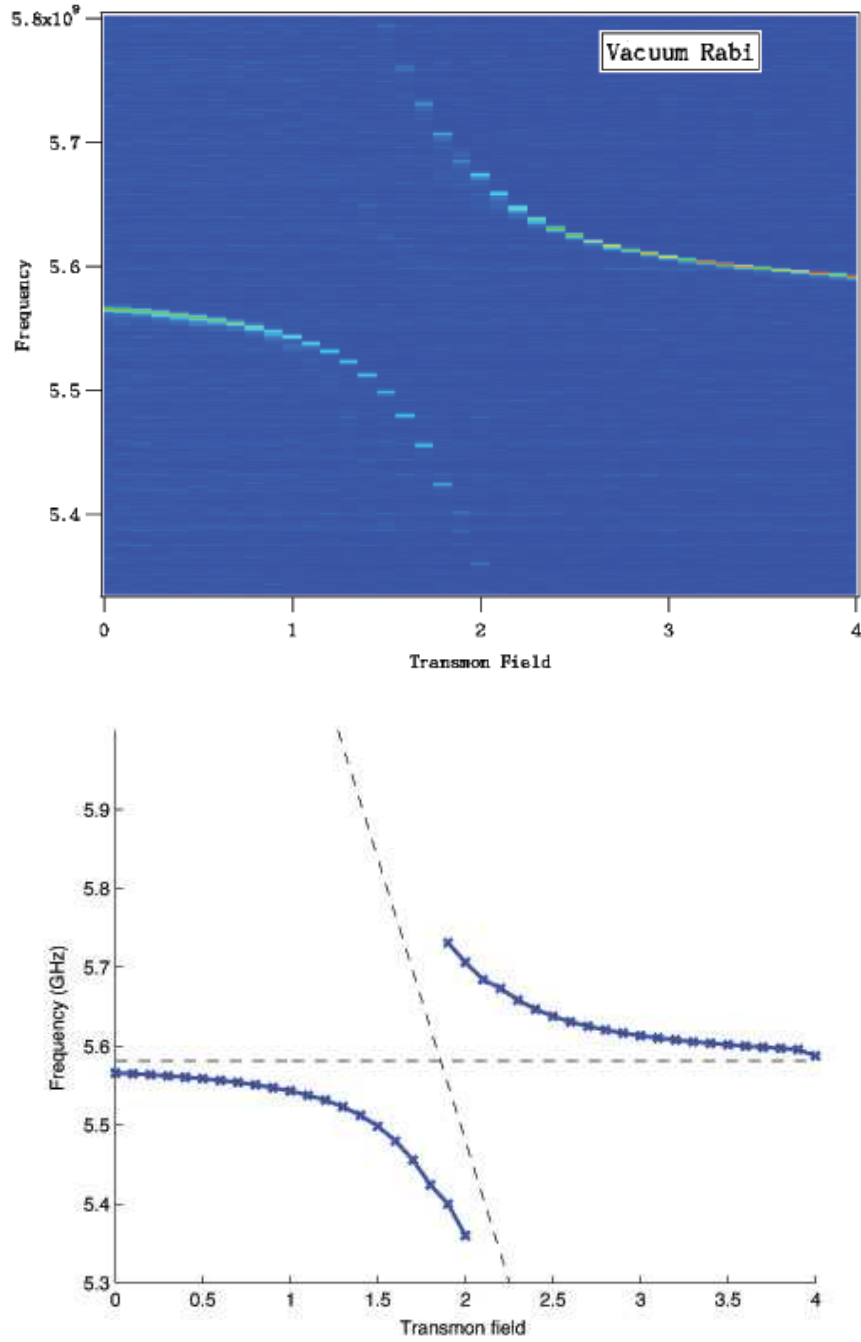 5.8x10⁹
Vacuum Rabi
5.7
5.6
5.5
5.4
Frequency
0 1 2 3 4
Transmon Field
5.9
5.8
5.7
5.6
5.5
5.4
5.3
Frequency (GHz)
0 0.5 1 1.5 2 2.5 3 3.5 4
Transmon field